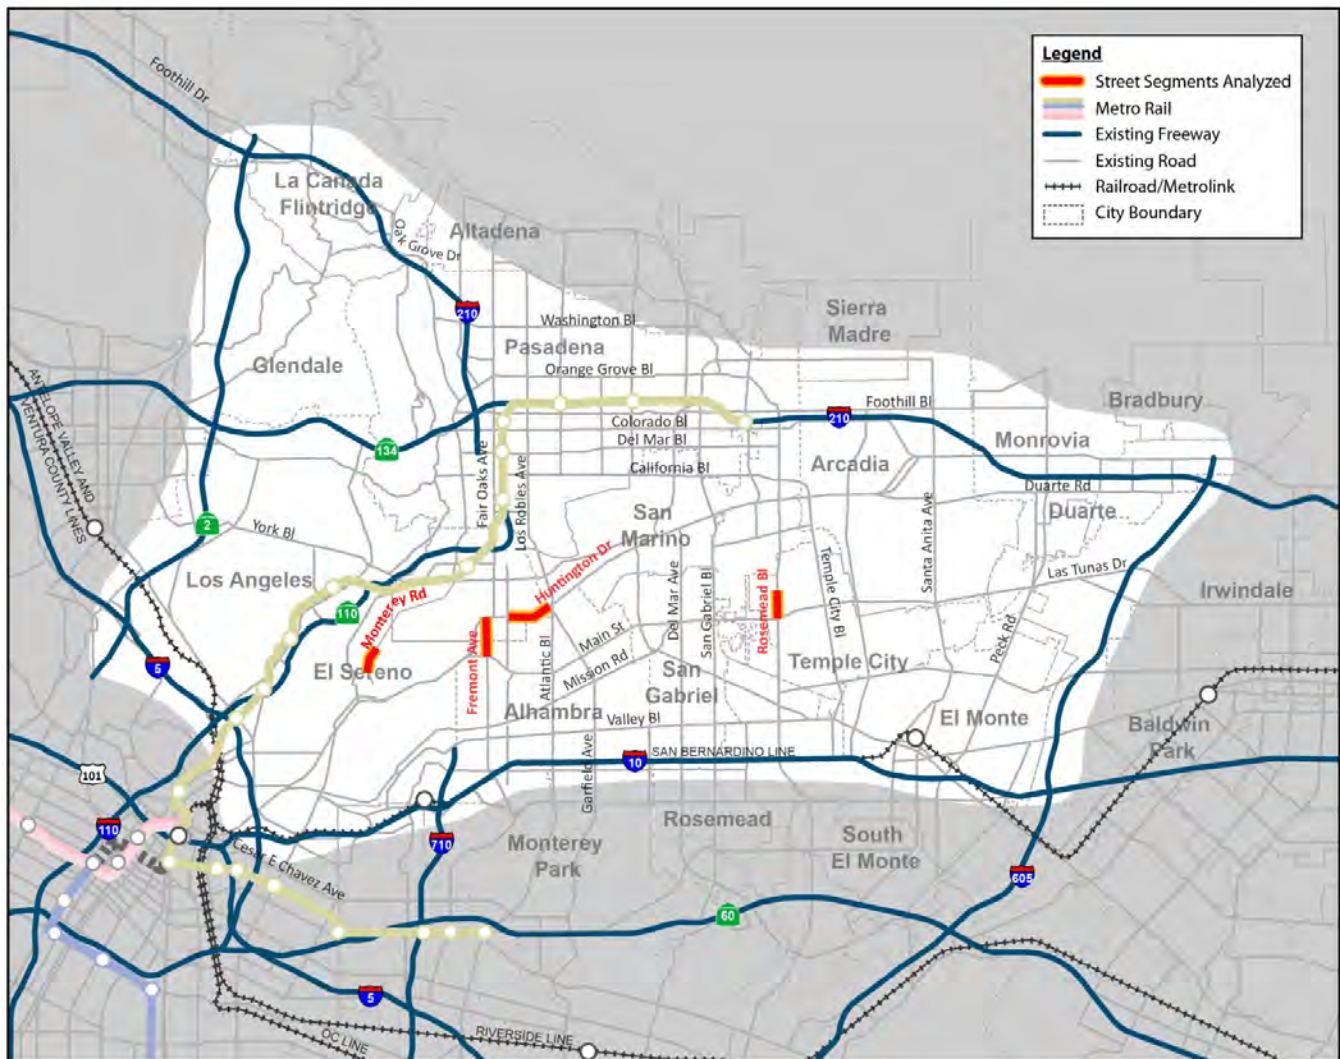 Legend
Street Segments Analyzed
Metro Rail
Existing Freeway
Existing Road
Railroad/Metrolink
City Boundary
Foothill Dr
La Canada
Flintridge
Oak Grove Dr
Altadena
210
Washington Bl
Sierra
Madre
Glendale
Pasadena
Orange Grove Bl
ANTELOPE VALLEY AND
VENTURA COUNTY LINES
Foothill Bl
210
Bradbury
Colorado Bl
Del Mar Bl
Monrovia
134
Fair Oaks Ave
Los Robles Ave
California Bl
Arcadia
Duarte Rd
Duarte
2
York Bl
San
Marino
Santa Anita Ave
Los Angeles
Huntington Dr
Temple City Bl
Las Tunas Dr
Irwindale
110
Monterey Rd
Del Mar Ave
San Gabriel Bl
Rosemead Bl
Fremont Ave
Main St
Peck Rd
5
El Sereno
Atlantic Bl
Mission Rd
San
Gabriel
Temple City
Alhambra
Valley Bl
El Monte
Baldwin
Park
101
10
SAN BERNARDINO LINE
Garfield Ave
110
Rosemead
710
Monterey
Park
South
El Monte
Cesar E Chavez Ave
605
60
5
RIVERSIDE LINE
OC LINE